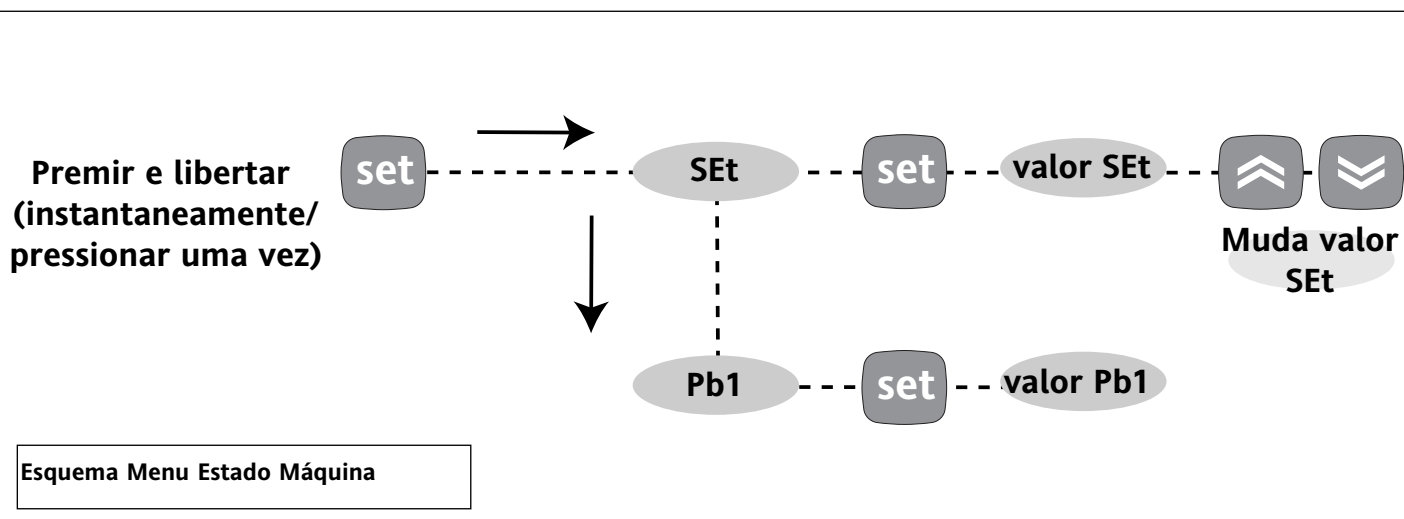 Premir e libertar
(instantaneamente/
pressionar uma vez)
set
SEt
set
valor SEt
Muda valor
SEt
Pb1
set
valor Pb1
Esquema Menu Estado Máquina